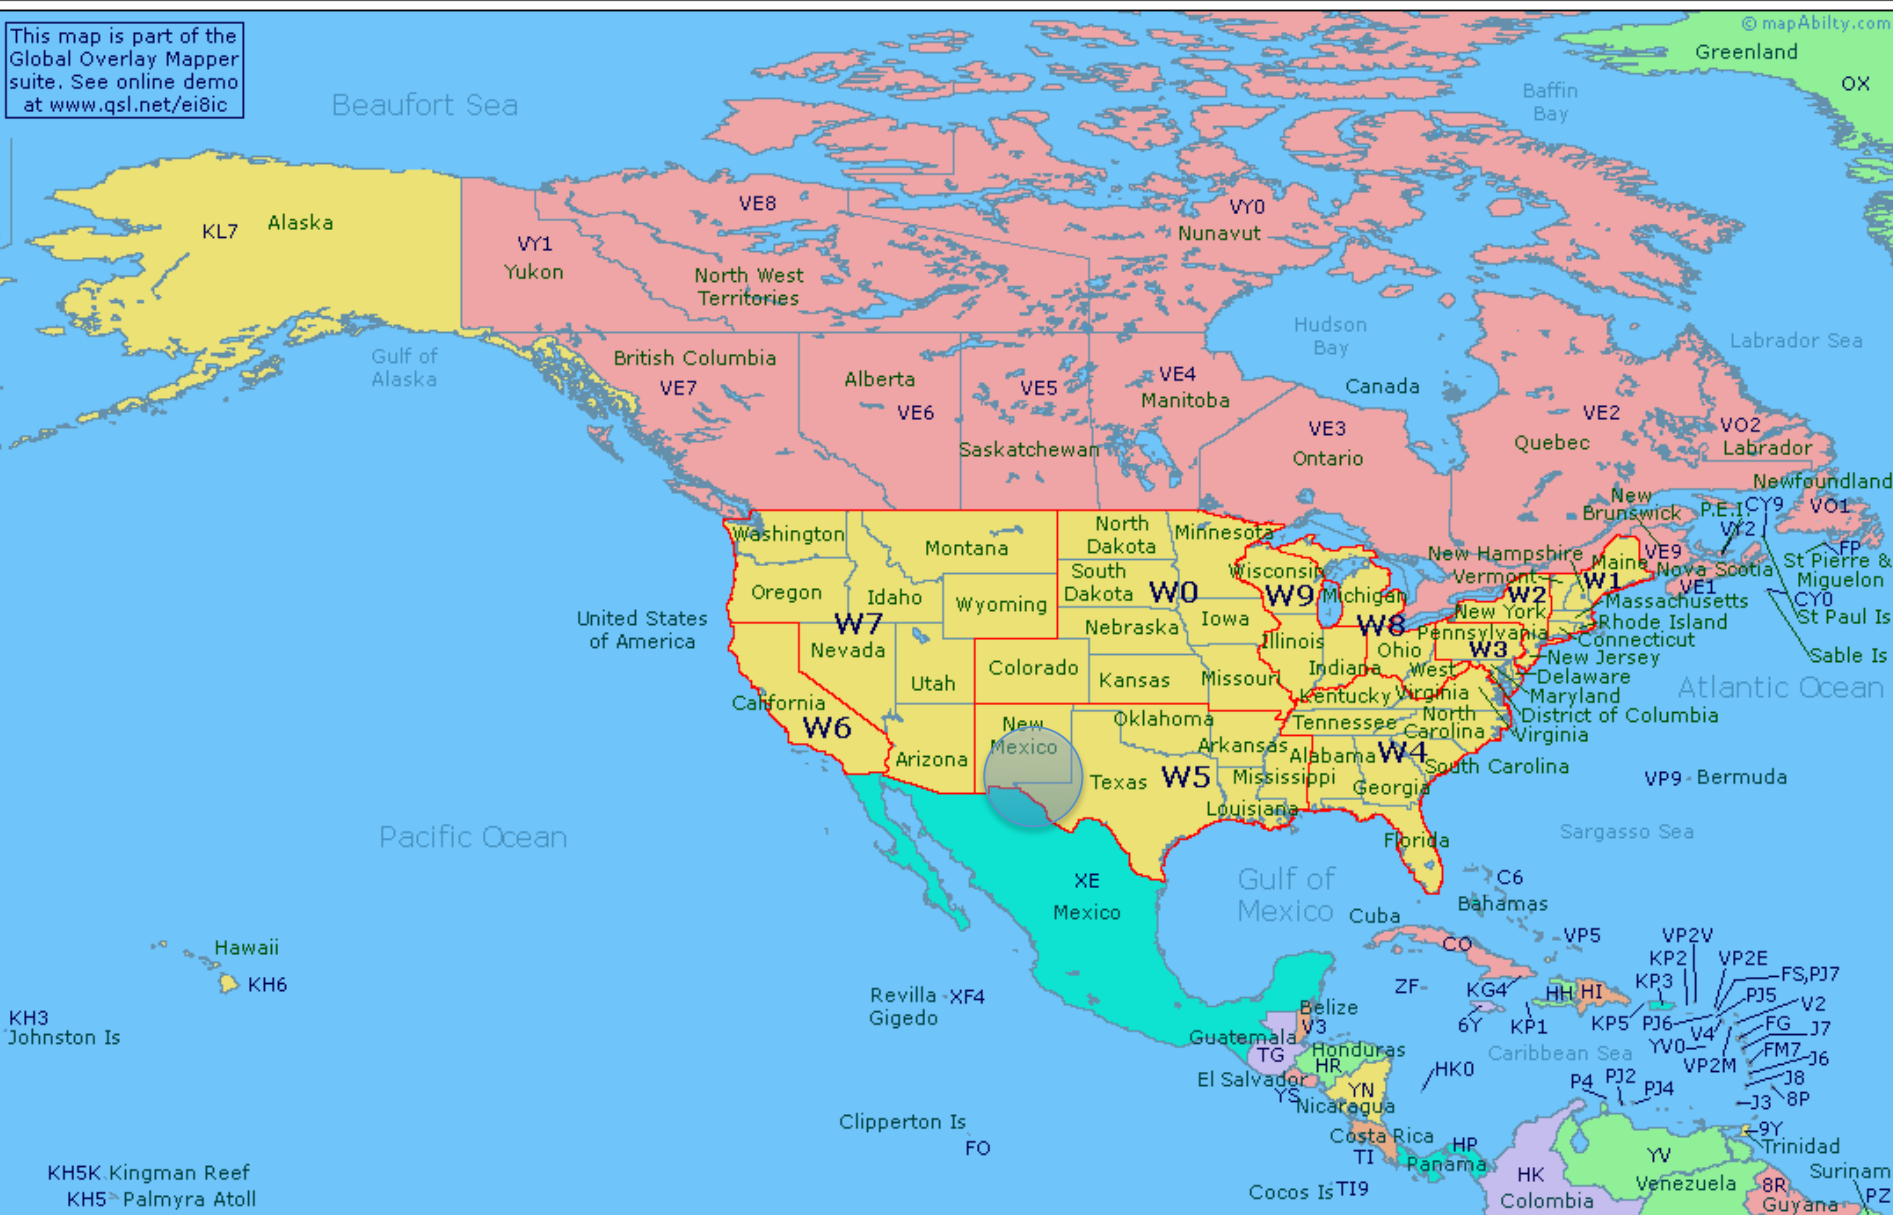 This map is part of the
Global Overlay Mapper
suite. See online demo
at www.qsl.net/ei8ic
© mapAbilty.com
Greenland
OX
Beaufort Sea
Baffin
Bay
KL7
Alaska
VE8
VY0
Nunavut
VY1
Yukon
North West
Territories
Hudson
Bay
Labrador Sea
Gulf of
Alaska
British Columbia
VE7
Alberta
VE6
VE5
Saskatchewan
VE4
Manitoba
Canada
VE3
Ontario
VE2
Quebec
VO2
Labrador
Newfoundland
VO1
New
Brunswick
P.E.I.
CY9
VY2
FP
St Pierre &
Miguelon
VE9
Nova Scotia
VE1
CY0
St Paul Is
Sable Is
Washington
Montana
North
Dakota
Minnesota
South
Dakota
W0
Wisconsin
W9
Michigan
W8
New Hampshire
Vermont
Maine
W1
W2
New York
Massachusetts
Rhode Island
Connecticut
Oregon
Idaho
Wyoming
W7
United States
of America
Nevada
Utah
Colorado
Nebraska
Iowa
Illinois
Indiana
Ohio
Pennsylvania
W3
New Jersey
Delaware
Maryland
District of Columbia
Virginia
Kansas
Missouri
Kentucky
West
Virginia
California
W6
Arizona
New
Mexico
Oklahoma
Arkansas
Tennessee
North
Carolina
Texas
W5
Mississippi
Alabama
W4
South Carolina
Georgia
Louisiana
Florida
Atlantic Ocean
VP9
Bermuda
Sargasso Sea
Pacific Ocean
Gulf of
Mexico
XE
Mexico
C6
Bahamas
Cuba
CO
VP5
VP2V
KP2
VP2E
FS,PJ7
KP3
PJ5
V2
ZF
KG4
HH
HI
6Y
KP1
KP5
PJ6
V4
FG
J7
YV0
VP2M
FM7
J6
J8
8P
J3
9Y
Trinidad
Caribbean Sea
P4
PJ2
PJ4
HK0
Hawaii
KH6
KH3
Johnston Is
Revilla
Gigedo
XF4
Belize
V3
Guatemala
TG
Honduras
HR
El Salvador
YS
YN
Nicaragua
Costa Rica
TI
HP
Panama
Clipperton Is
FO
Cocos Is
TI9
HK
Colombia
YV
Venezuela
8R
Guyana
Surinam
PZ
KH5K
Kingman Reef
KH5
Palmyra Atoll